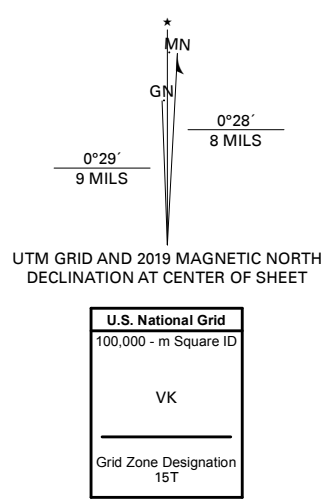 ★
MN
GN
0°28´
8 MILS
0°29´
9 MILS
UTM GRID AND 2019 MAGNETIC NORTH
DECLINATION AT CENTER OF SHEET
U.S. National Grid
100,000 - m Square ID
VK
Grid Zone Designation
15T